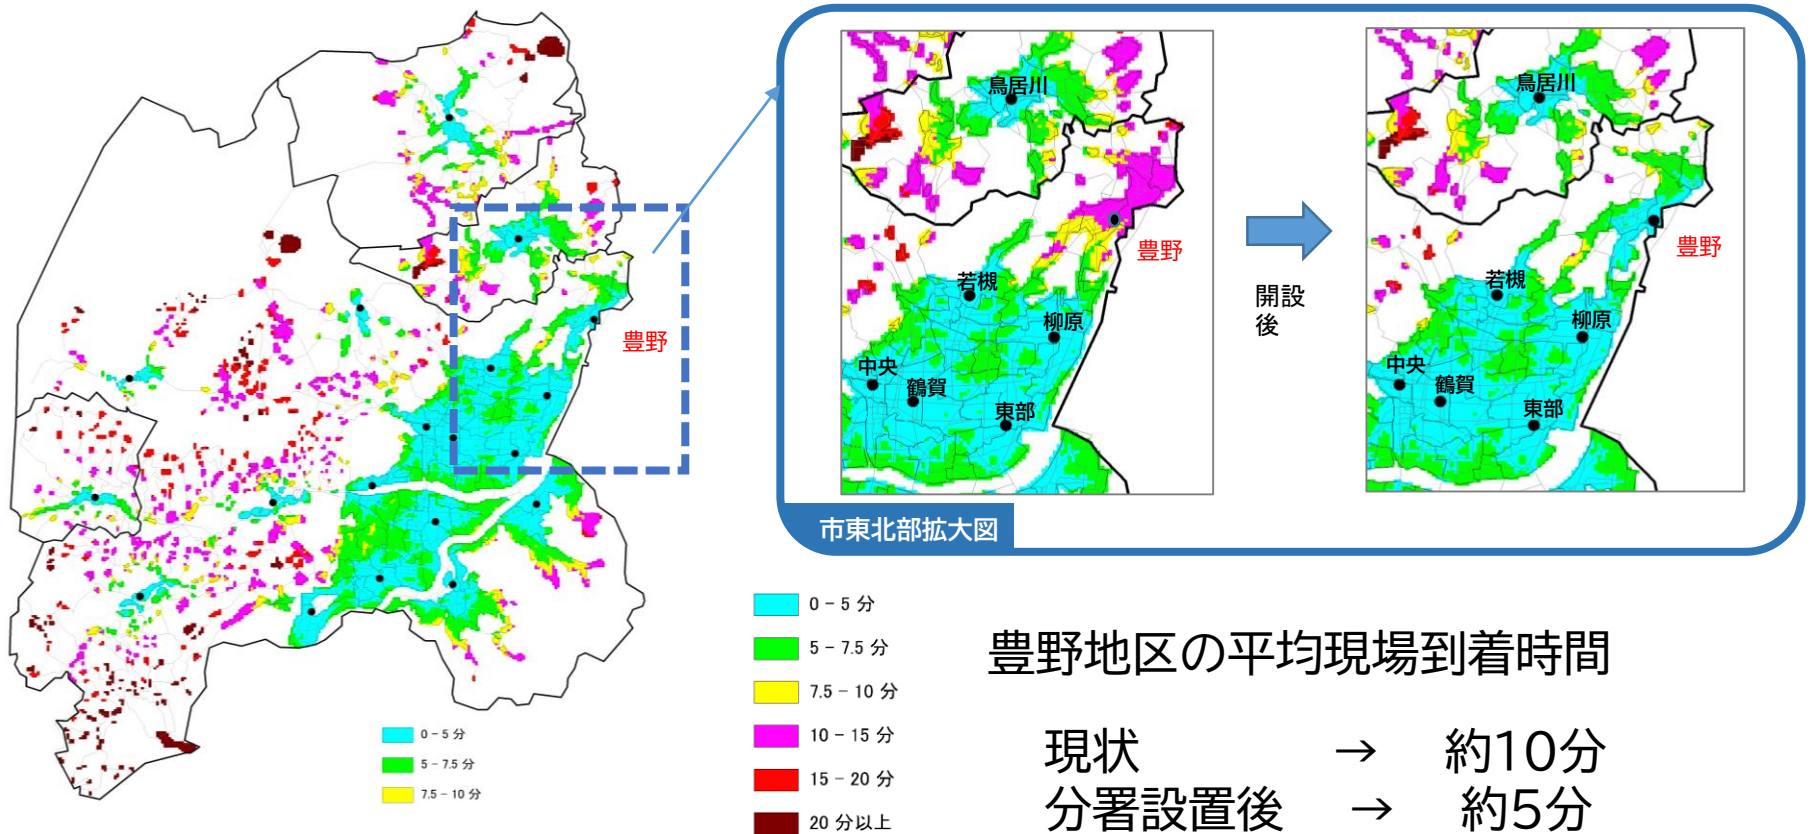 豊野
0 – 5 分
5 – 7.5 分
7.5 – 10 分
鳥居川
豊野
若槻
柳原
中央
鶴賀
東部
開設
後
鳥居川
豊野
若槻
柳原
中央
鶴賀
東部
市東北部拡大図
0 – 5 分
5 – 7.5 分
7.5 – 10 分
10 – 15 分
15 – 20 分
20 分以上
豊野地区の平均現場到着時間
現状 → 約10分
分署設置後 → 約5分